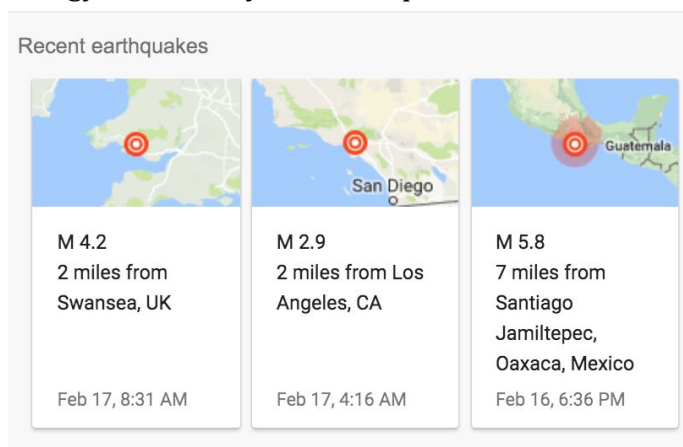 Recent earthquakes
Guatemala
San Diego
M 4.2
2 miles from
Swansea, UK
Feb 17, 8:31 AM
M 2.9
2 miles from Los
Angeles, CA
Feb 17, 4:16 AM
M 5.8
7 miles from
Santiago
Jamiltepec,
Oaxaca, Mexico
Feb 16, 6:36 PM